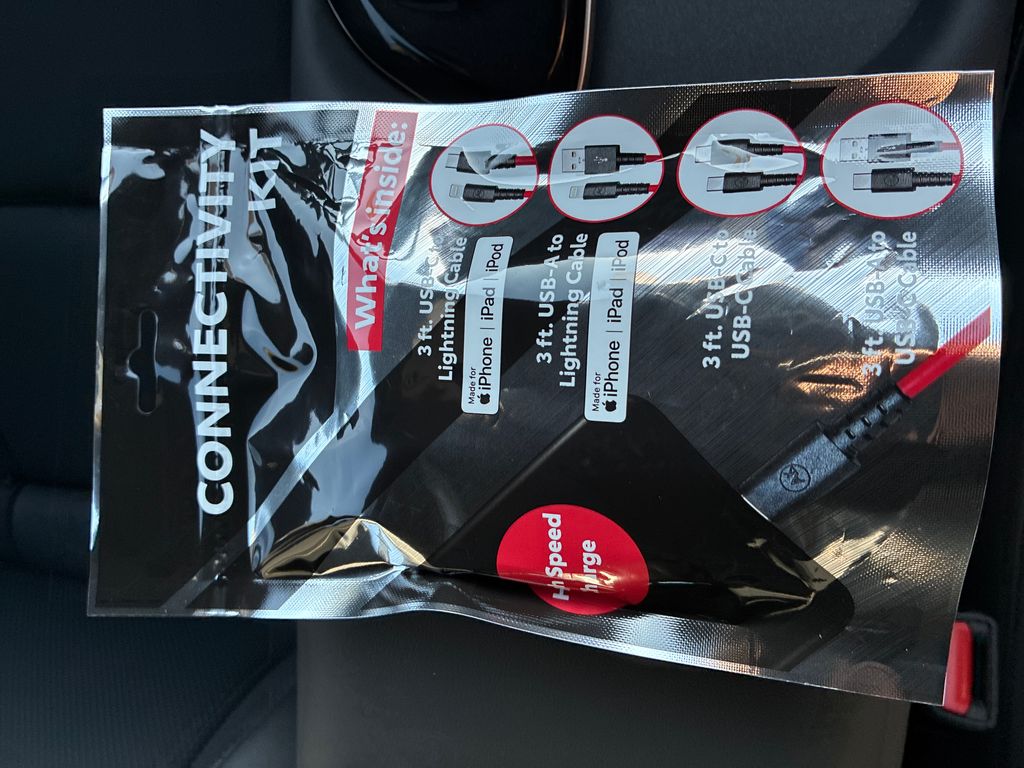 CONNECTIVITY
KIT
What's inside:
3 ft. USB-C to
Lightning Cable
Made for
iPhone | iPad | iPod
3 ft. USB-A to
Lightning Cable
Made for
iPhone | iPad | iPod
3 ft. USB-C to
USB-C Cable
3 ft. USB-A to
USB-C Cable
Speed